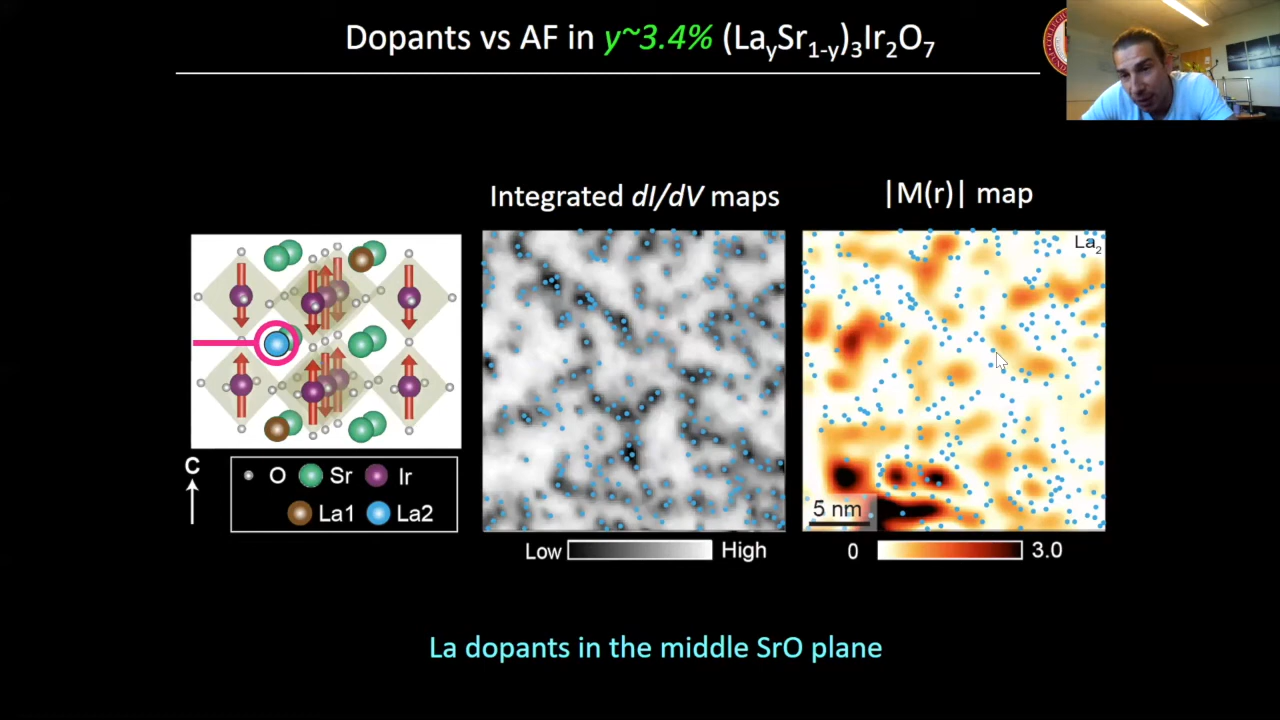 Dopants vs AF in y~3.4% (LaySr1-y)3Ir2O7
Integrated dI/dV maps
|M(r)| map
La2
C
O Sr Ir
La1 La2
5 nm
Low High
0 3.0
La dopants in the middle SrO plane